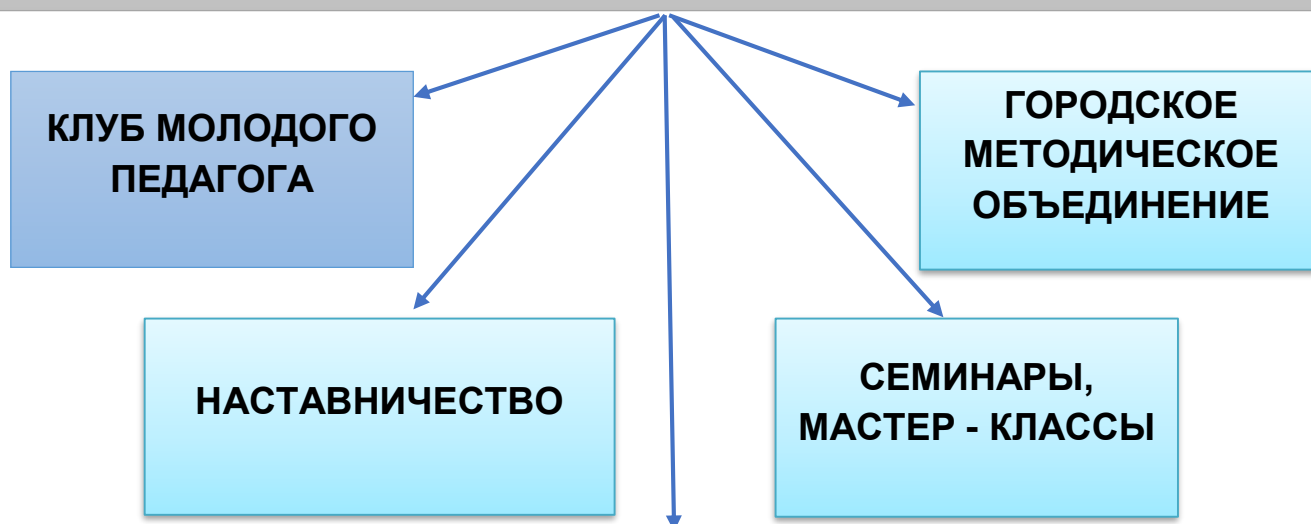 КЛУБ МОЛОДОГО
ПЕДАГОГА
ГОРОДСКОЕ
МЕТОДИЧЕСКОЕ
ОБЪЕДИНЕНИЕ
НАСТАВНИЧЕСТВО
СЕМИНАРЫ,
МАСТЕР - КЛАССЫ